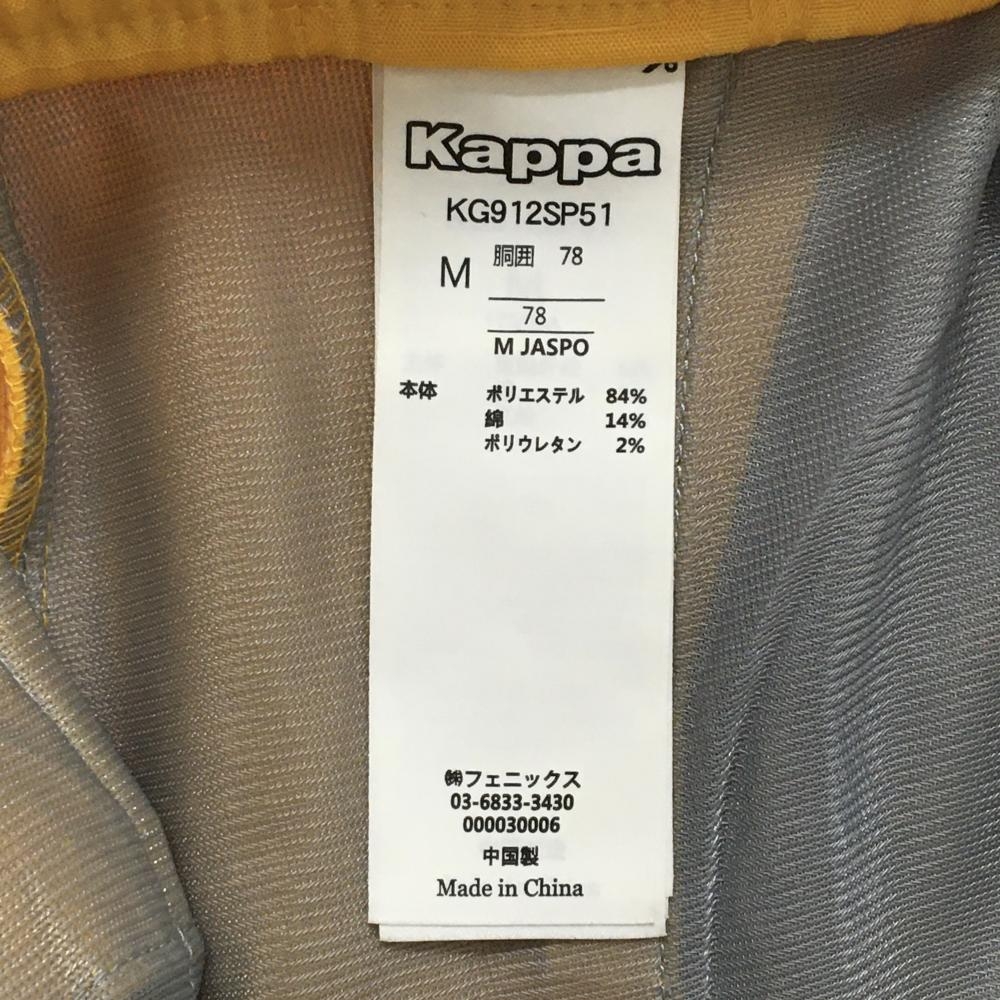 %
Kappa
KG912SP51
M 胴囲 78
78
M JASPO
本体 ポリエステル 84%
綿 14%
ポリウレタン 2%
㈱フェニックス
03-6833-3430
000030006
中国製
Made in China